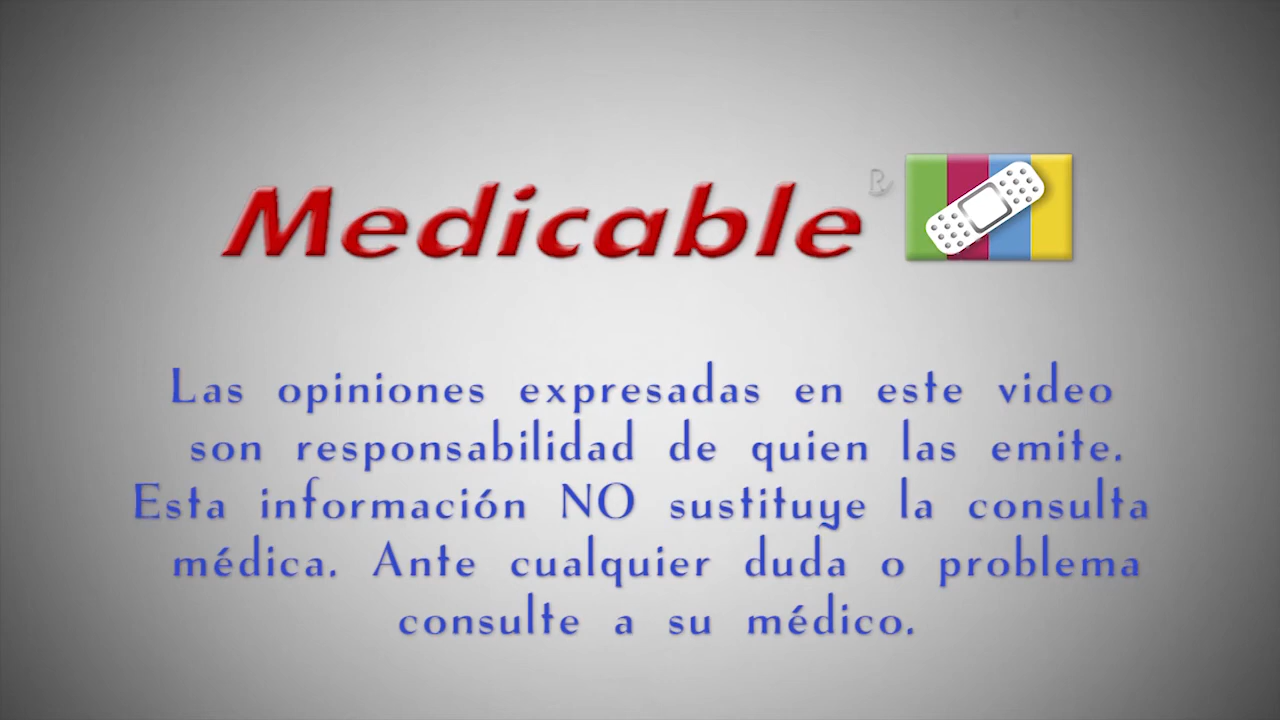 Medicable
Las opiniones expresadas en este video
son responsabilidad de quien las emite.
Esta información NO sustituye la consulta
médica. Ante cualquier duda o problema
consulte a su médico.